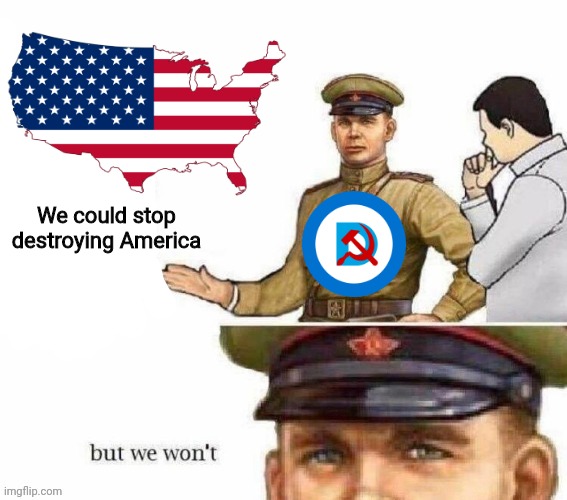 We could stop
destroying America
D
but we won't
imgflip.com